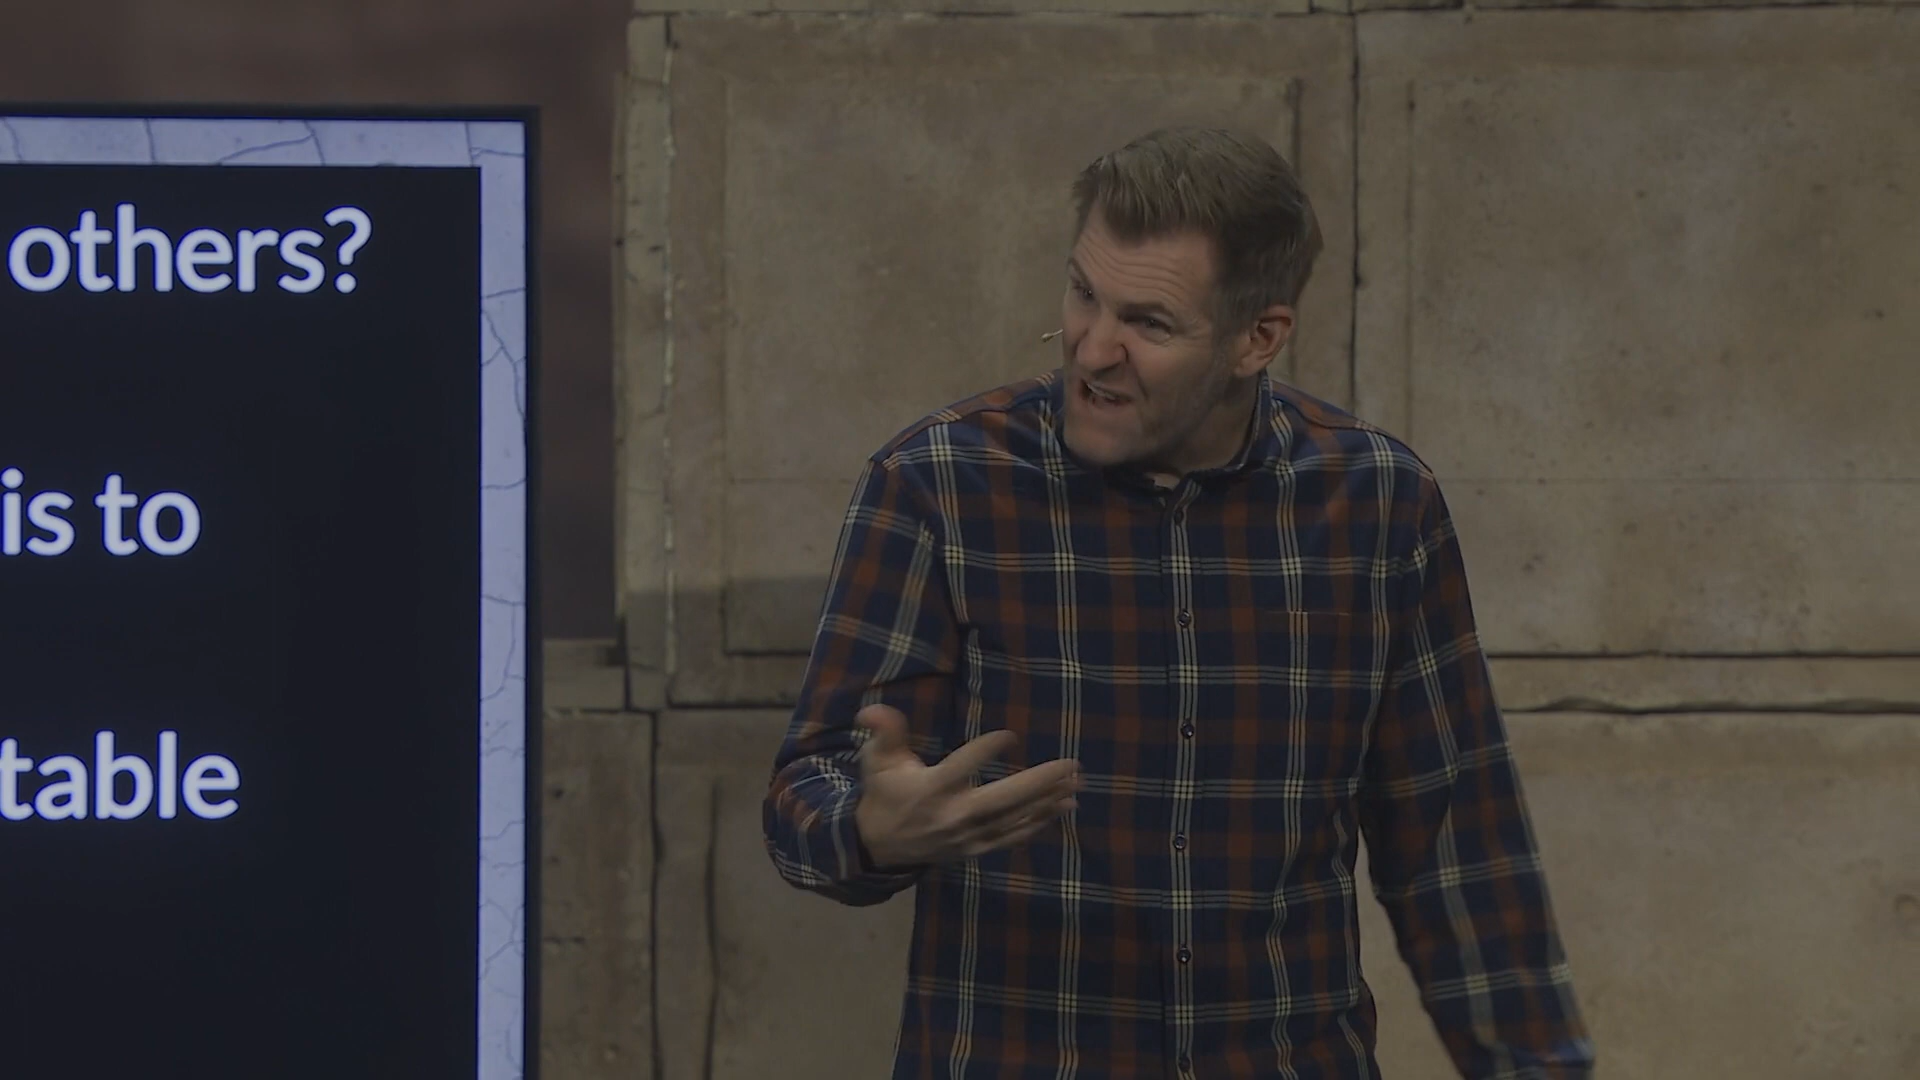 others?
is to
table